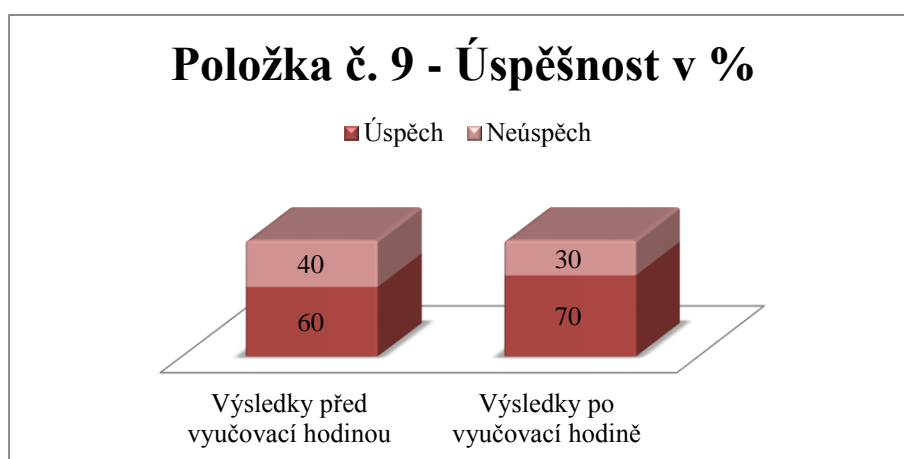 Položka č. 9 - Úspěšnost v %
Úspěch Neúspěch
40 30
60 70
Výsledky před Výsledky po
vyučovací hodinou vyučovací hodině